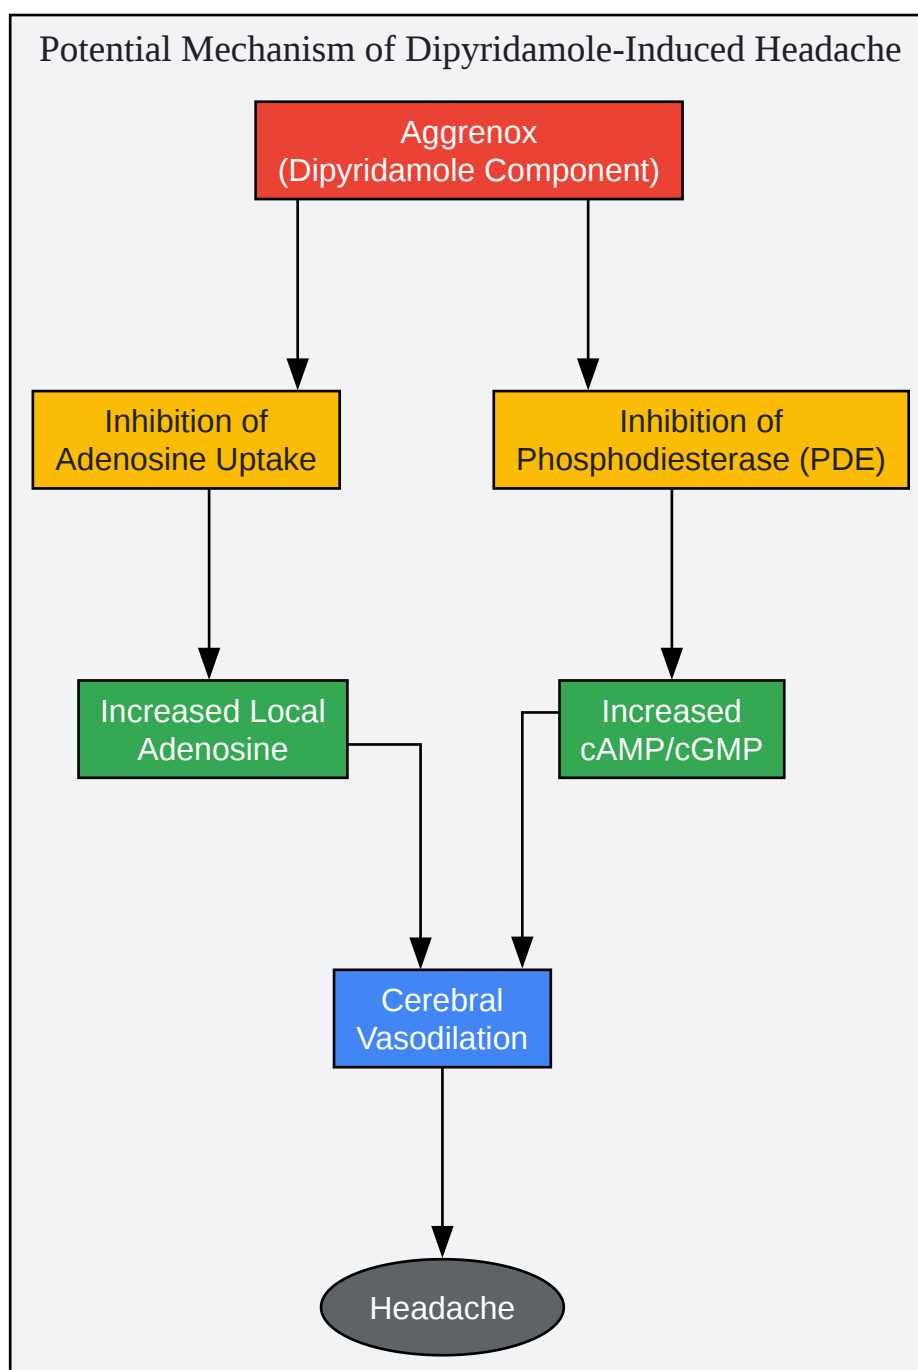 Potential Mechanism of Dipyridamole-Induced Headache
Aggrenox
(Dipyridamole Component)
Inhibition of
Adenosine Uptake
Inhibition of
Phosphodiesterase (PDE)
Increased Local
Adenosine
Increased
cAMP/cGMP
Cerebral
Vasodilation
Headache